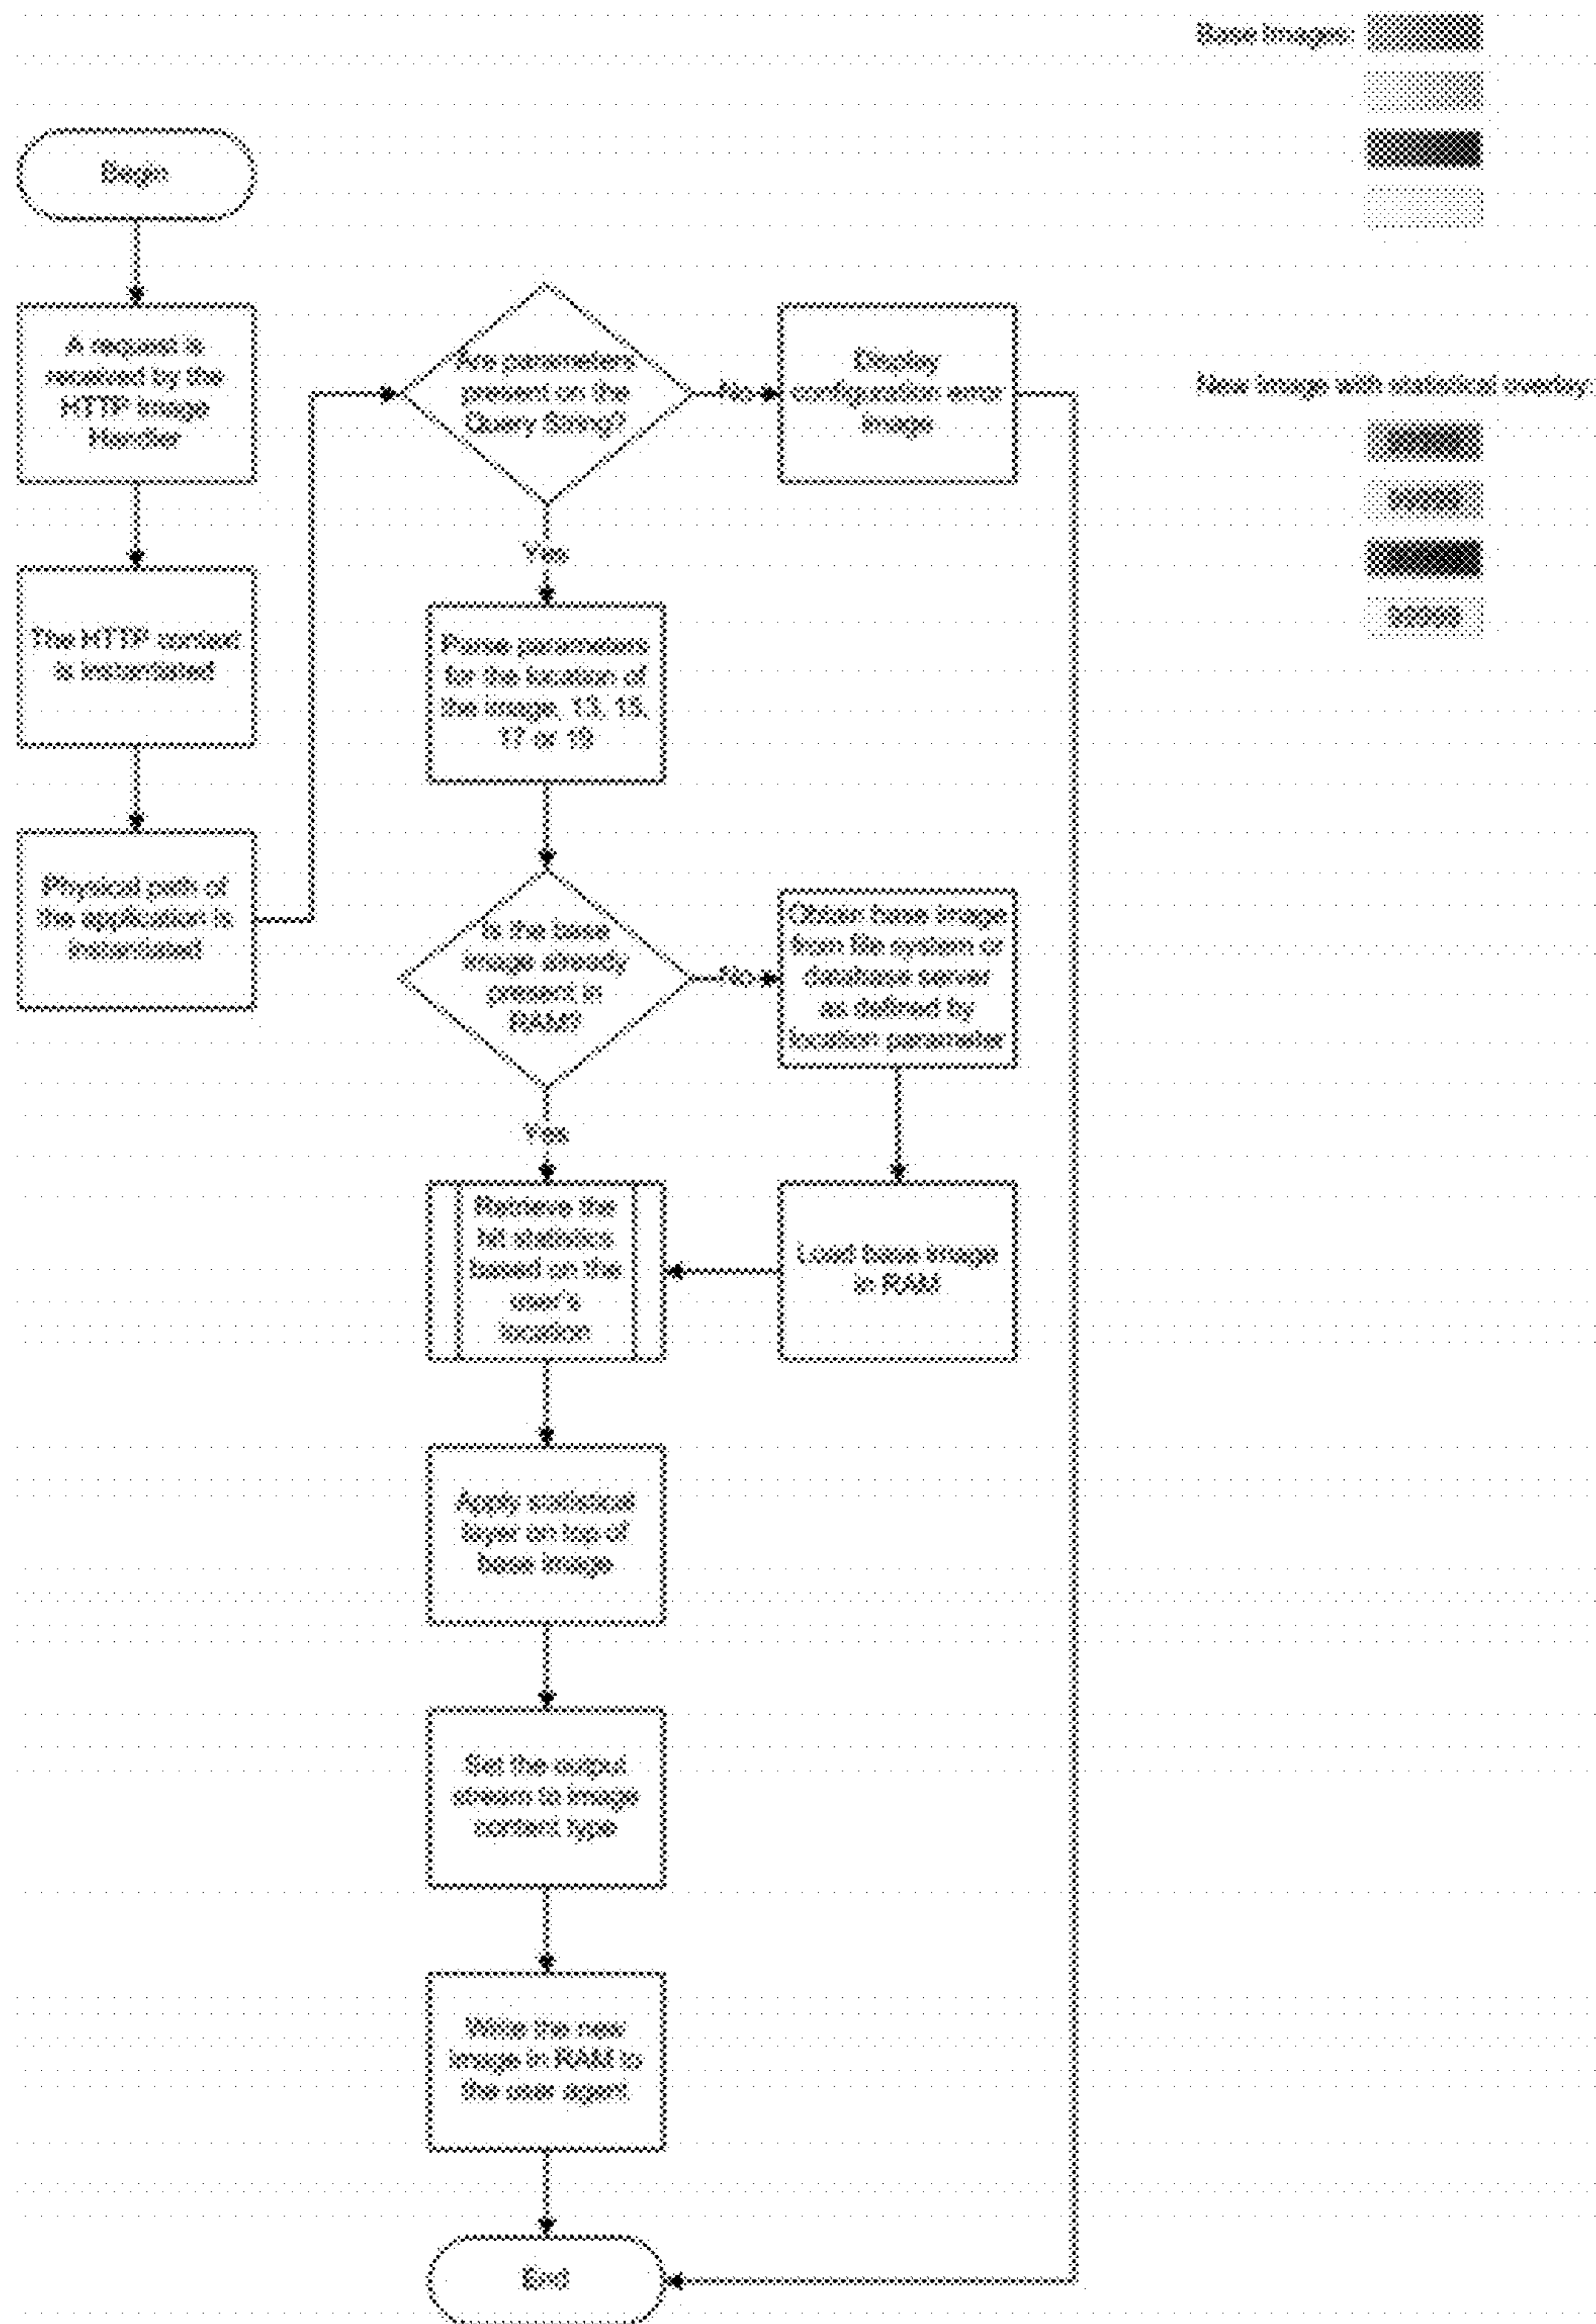 Base Images:
Begin
A request is
received by the
HTTP Image
Handler
The HTTP context
is instantiated
Physical path of
the application is
instantiated
Are parameters
present on the
Query String?
No
Display
configuration error
image
Yes
Parse parameters
for the location of
the image, 13, 15,
17 or 19
Is the base
image already
present in
RAM?
No
Obtain base image
from file system or
database server
as defined by
location parameter
Yes
Load base image
in RAM
Retrieve the
hit statistics
based on the
user's
location
Apply statistical
layer on top of
base image
Set the output
stream to image
content type
Write the new
image in RAM to
the user agent
End
New image with statistical overlay: